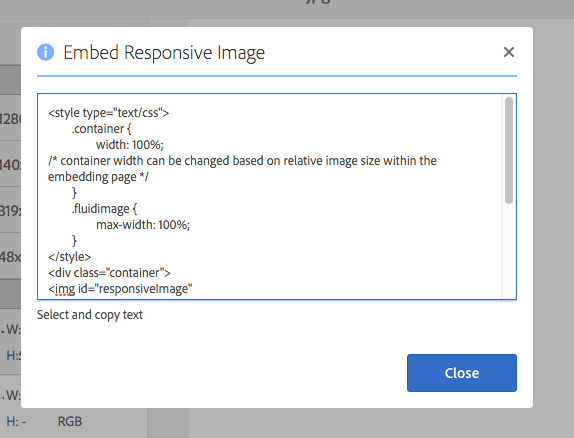 Embed Responsive Image
<style type="text/css">
.container {
width: 100%;
/* container width can be changed based on relative image size within the
embedding page */
}
.fluidimage {
max-width: 100%;
}
</style>
<div class="container">
<img id="responsiveImage"
Select and copy text
Close
128
140
319x
48x
W:
H:
W:
H: -
RGB